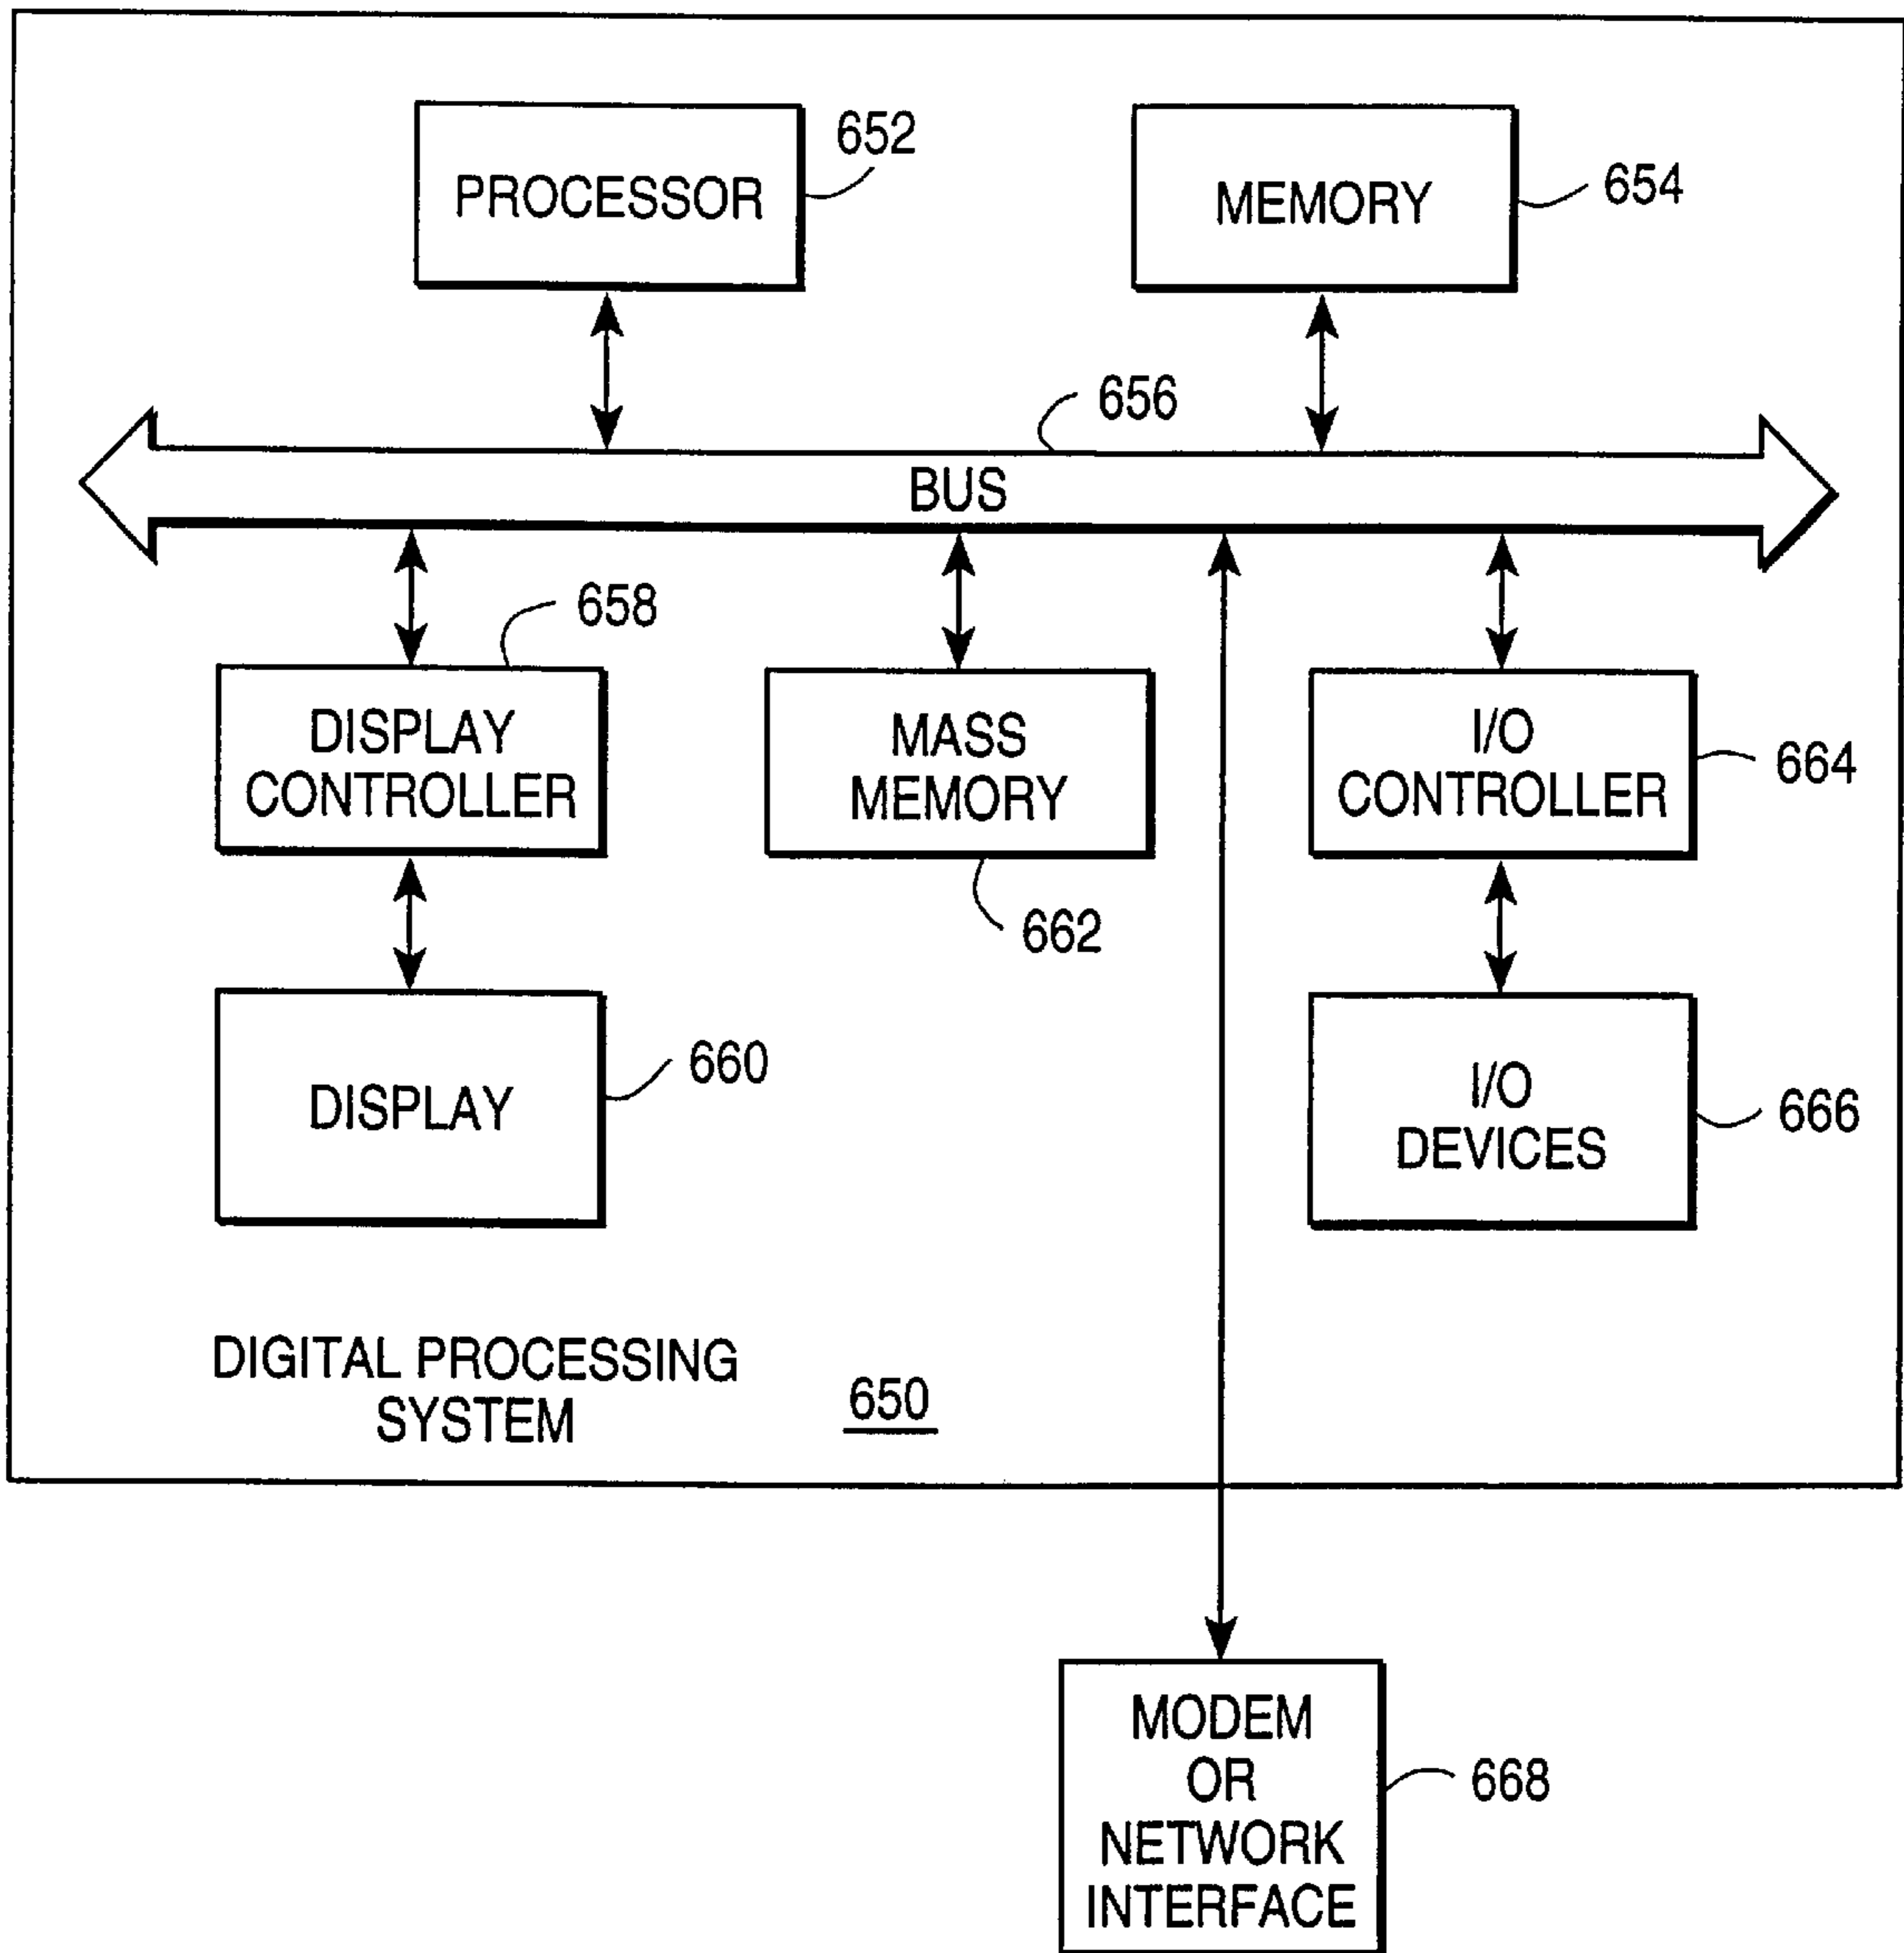 652
PROCESSOR
MEMORY
654
656
BUS
658
DISPLAY
CONTROLLER
MASS
MEMORY
662
I/O
CONTROLLER
664
DISPLAY
660
I/O
DEVICES
666
DIGITAL PROCESSING
SYSTEM
650
MODEM
OR
NETWORK
INTERFACE
668